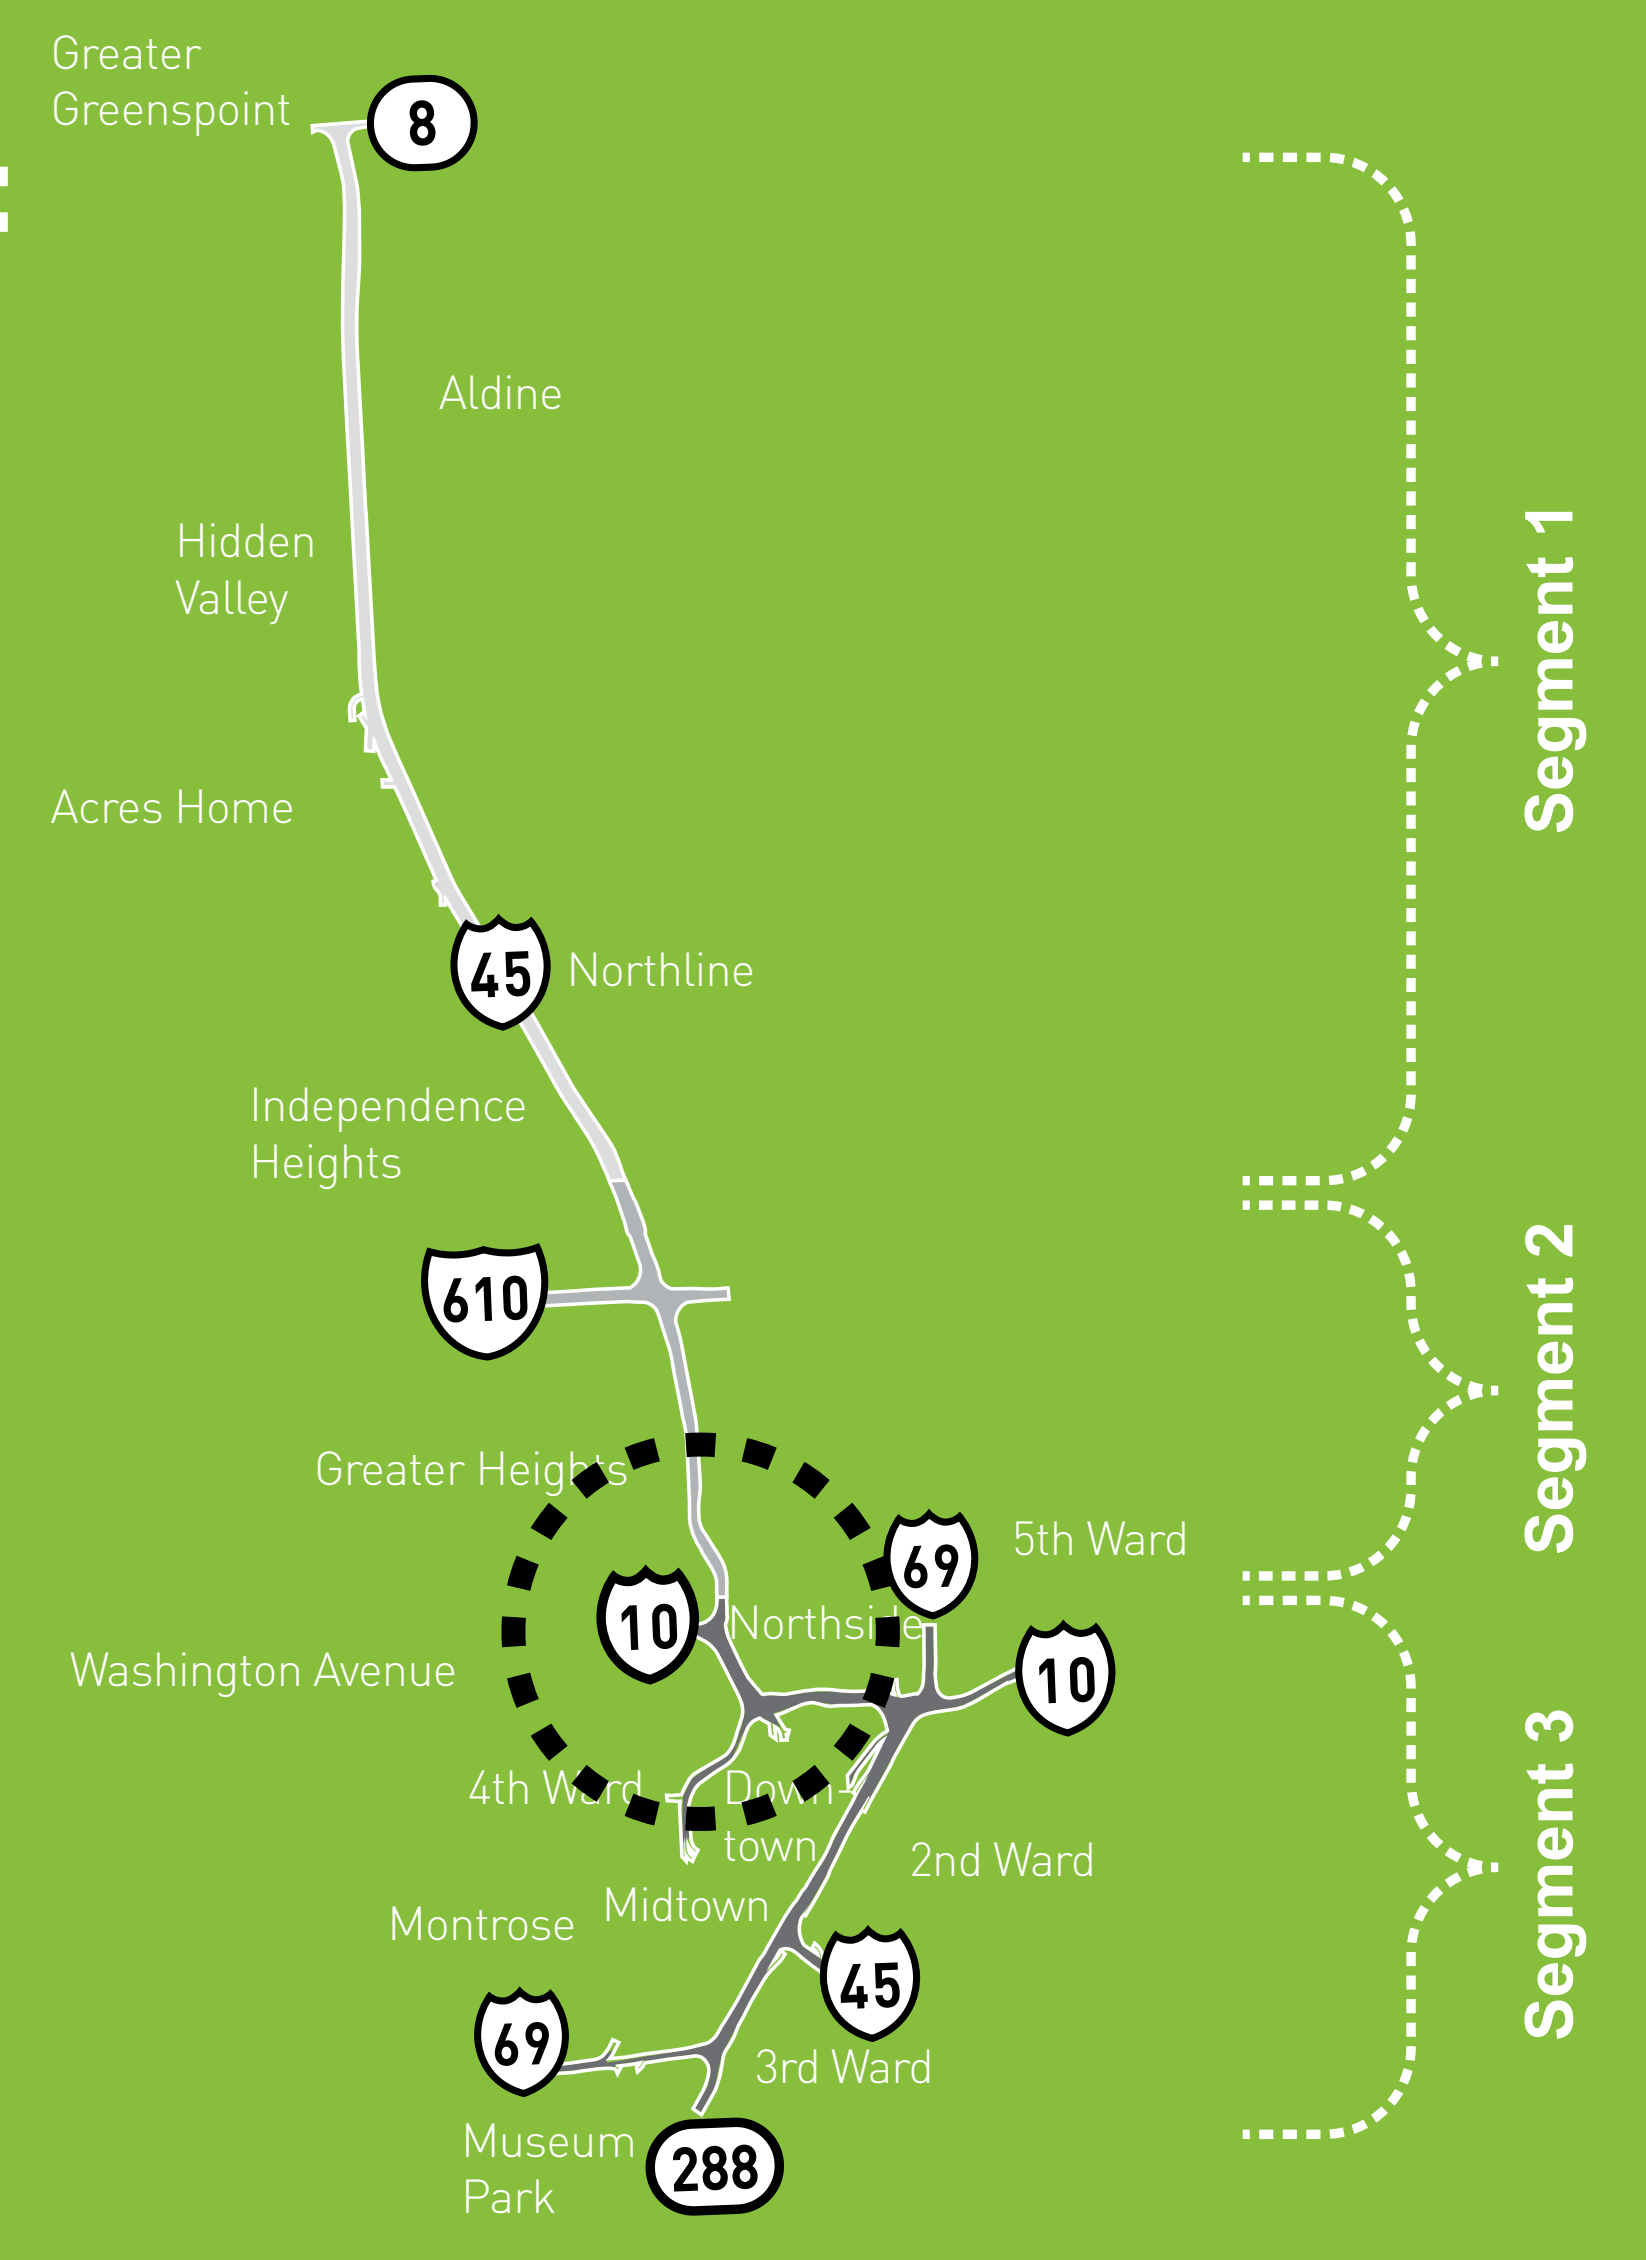 Greater
Greenspoint
8
Aldine
Hidden
Valley
Acres Home
45
Northline
Independence
Heights
610
Greater Heights
69
5th Ward
10
Northside
Washington Avenue
10
4th Ward
Down-
town
2nd Ward
Midtown
Montrose
45
69
3rd Ward
Museum
Park
288
Segment 1
Segment 2
Segment 3